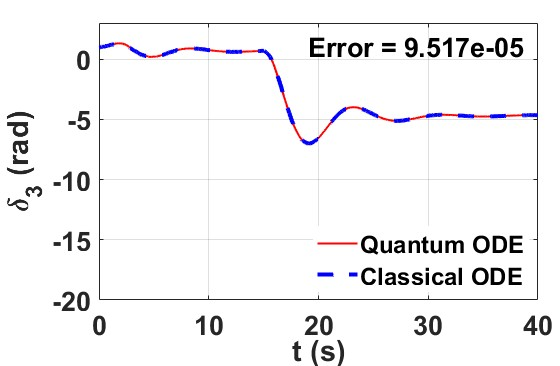 Error = 9.517e-05
0
-5
-10
-15
-20
δ3 (rad)
Quantum ODE
Classical ODE
0 10 20 30 40
t (s)